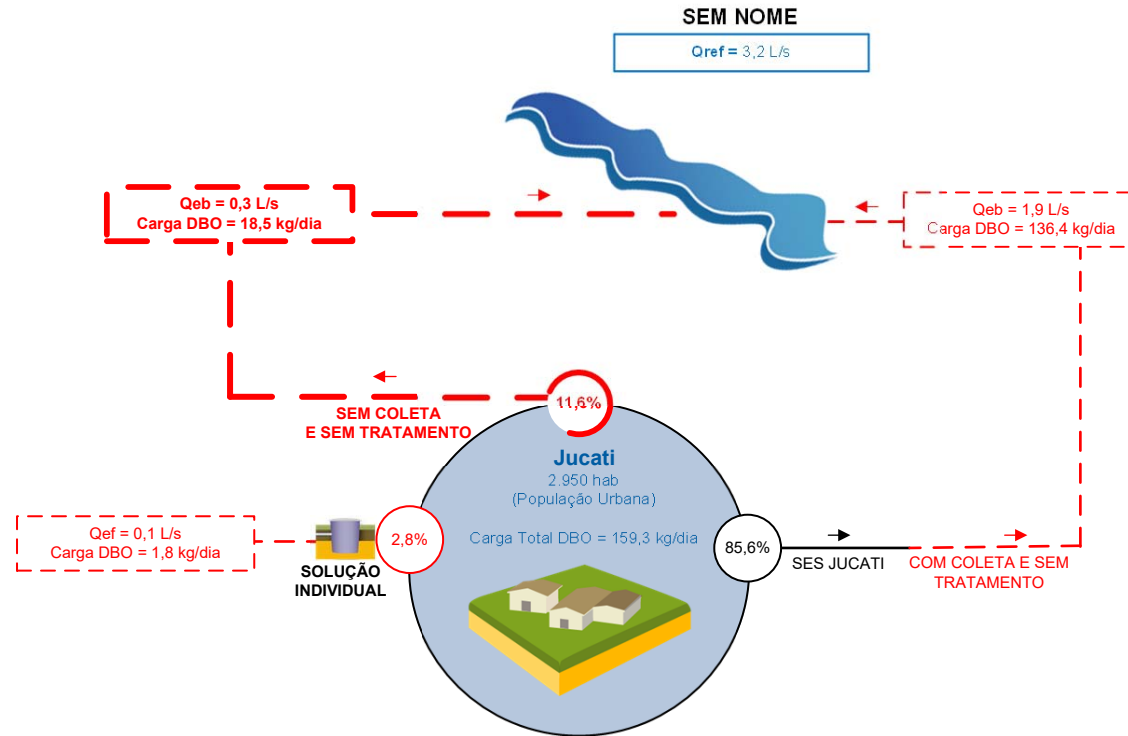 SEM NOME
Qref = 3,2 L/s
Qeb = 0,3 L/s
Carga DBO = 18,5 kg/dia
Qeb = 1,9 L/s
Carga DBO = 136,4 kg/dia
11,6%
SEM COLETA
E SEM TRATAMENTO
Jucati
2.950 hab
(População Urbana)
Carga Total DBO = 159,3 kg/dia
Qef = 0,1 L/s
Carga DBO = 1,8 kg/dia
2,8%
SOLUÇÃO
INDIVIDUAL
85,6%
SES JUCATI
COM COLETA E SEM
TRATAMENTO